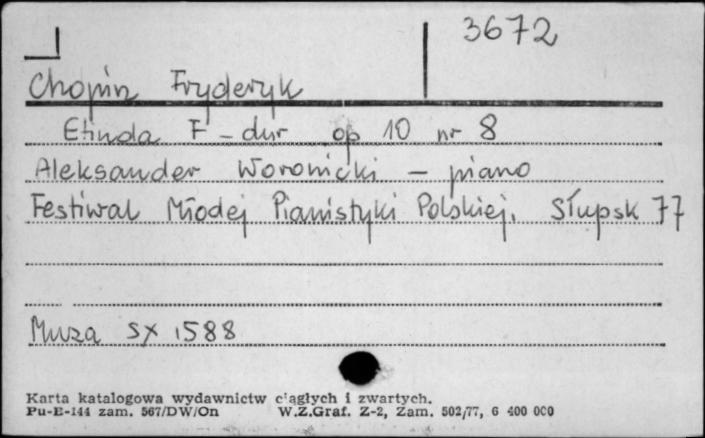 3672
Chopin Fryderyk
Etiuda F-dur op 10 nr 8
Aleksander Woronicki - piano
Festiwal Młodej Pianistyki Polskiej. Słupsk 77
Muza SX 1588
Karta katalogowa wydawnictw ciągłych i zwartych.
Pu-E-144 zam. 567/DW/On W.Z.Graf. Z-2, Zam. 502/77, 6 400 000